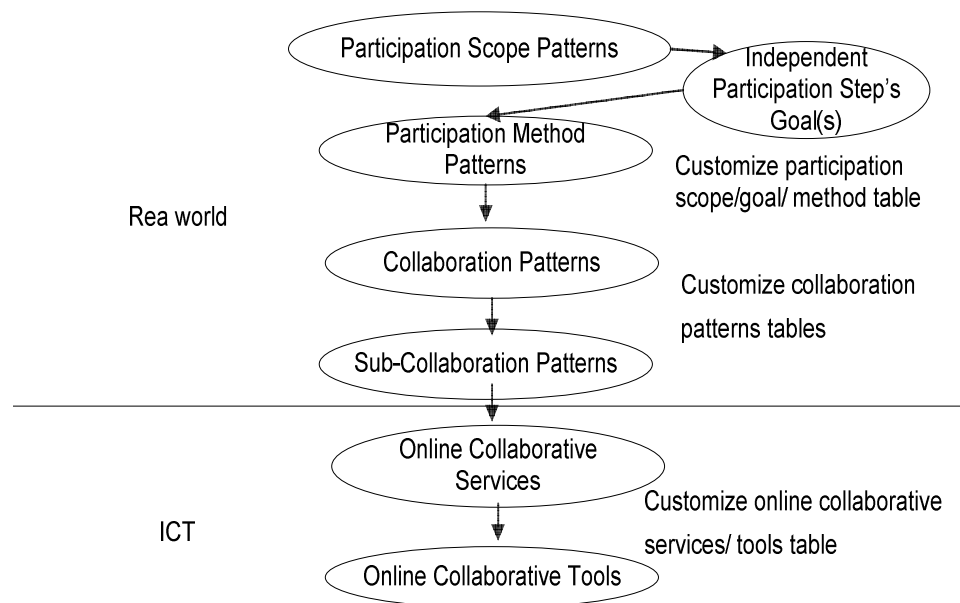 Participation Scope Patterns
Independent
Participation Step's
Goal(s)
Participation Method
Patterns
Customize participation
scope/goal/ method table
Rea world
Collaboration Patterns
Customize collaboration
patterns tables
Sub-Collaboration Patterns
Online Collaborative
Services
Customize online collaborative
services/ tools table
ICT
Online Collaborative Tools